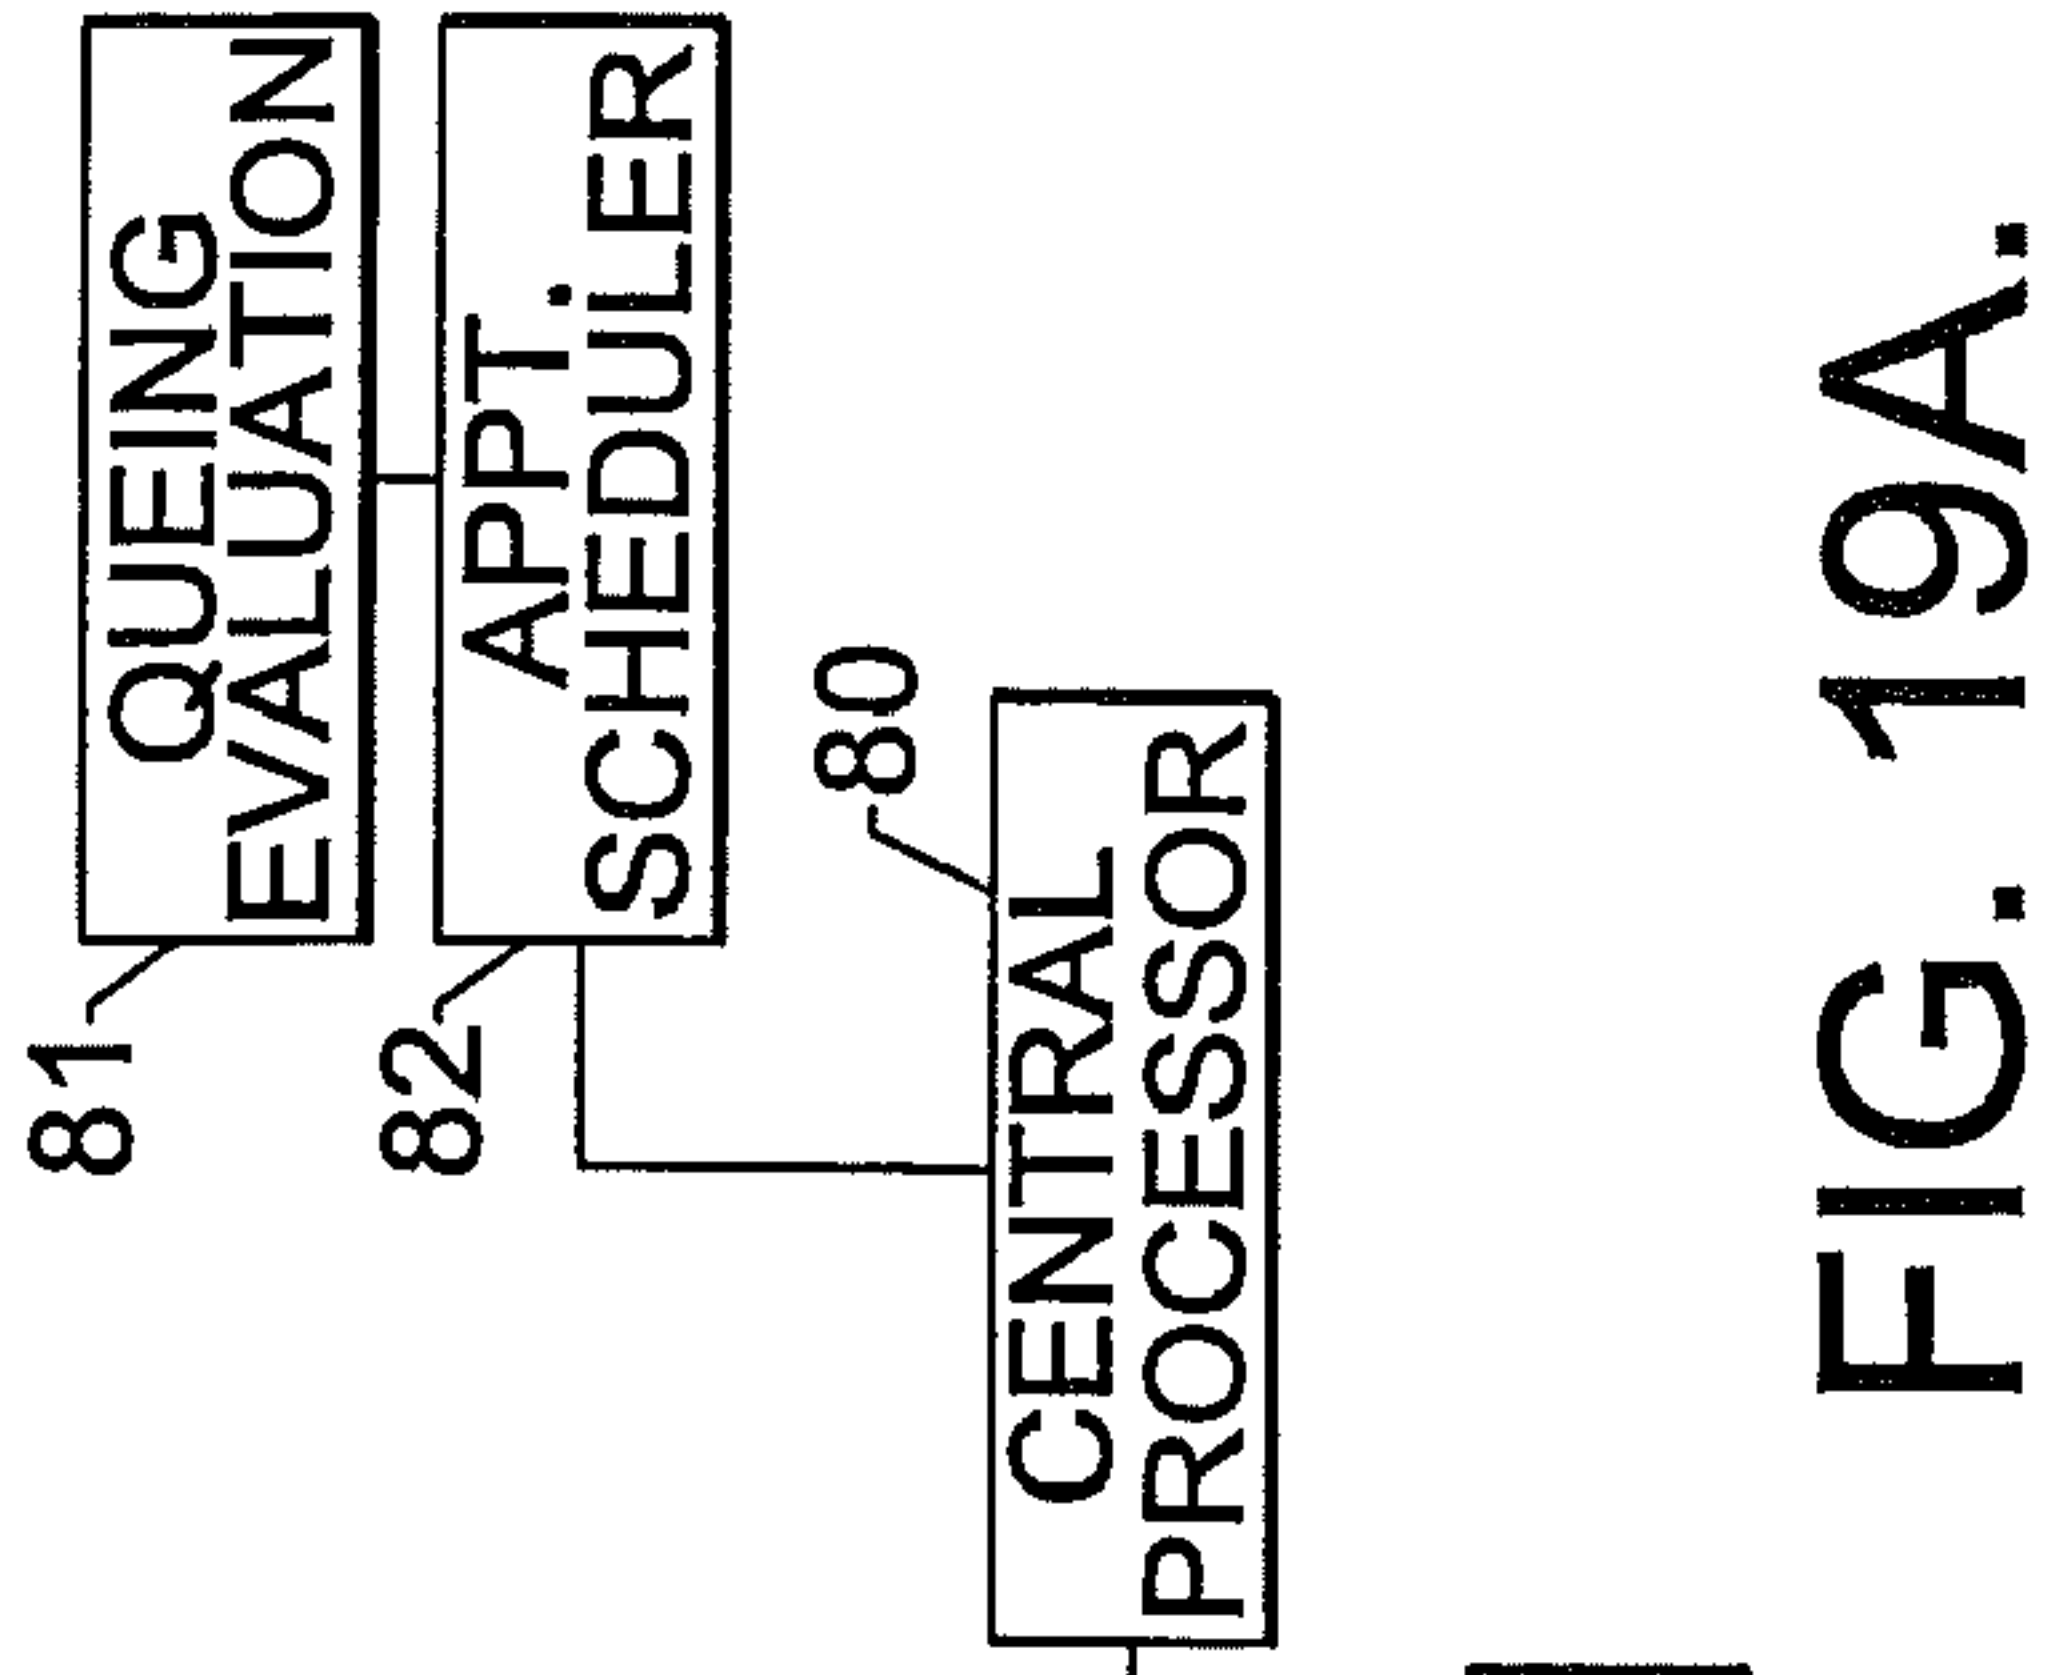 81
QUEING
EVALUATION
82
APPT.
SCHEDULER
80
CENTRAL
PROCESSOR
FIG. 19A.